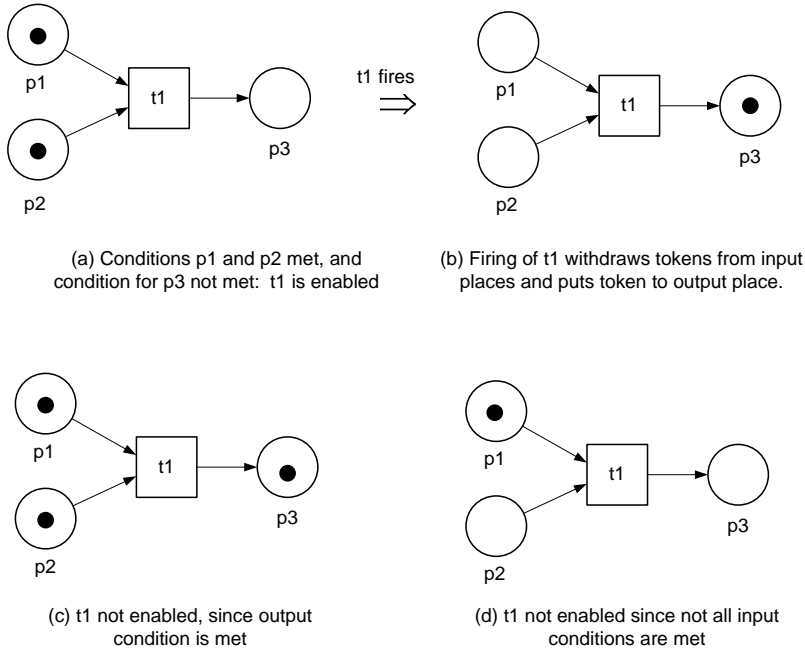 p1
t1
p2
p3
t1 fires
p1
t1
p2
p3
(a) Conditions p1 and p2 met, and
condition for p3 not met: t1 is enabled
(b) Firing of t1 withdraws tokens from input
places and puts token to output place.
p1
t1
p2
p3
p1
t1
p2
p3
(c) t1 not enabled, since output
condition is met
(d) t1 not enabled since not all input
conditions are met